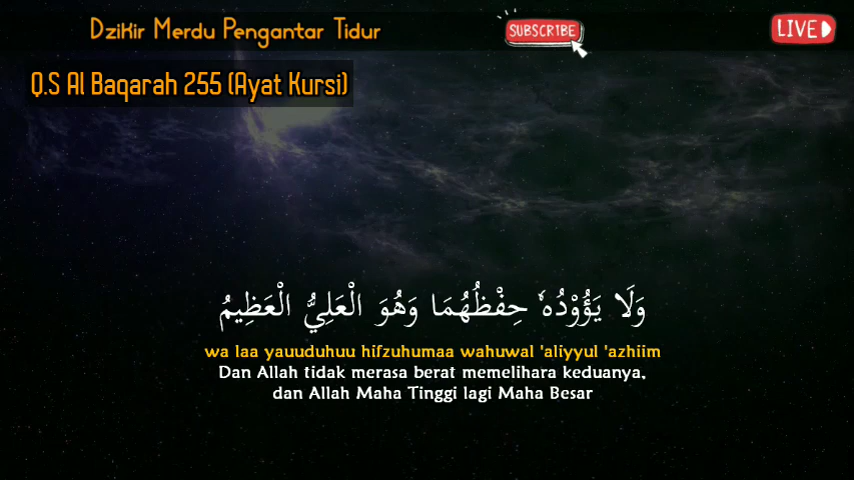 Dzikir Merdu Pengantar Tidur
SUBSCRIBE
LIVE
Q.S Al Baqarah 255 (Ayat Kursi)
وَلَا يَؤُوْدُهٗ حِفْظُهُمَا وَهُوَ الْعَلِيُّ الْعَظِيمُ
wa laa yauuduhuu hifzuhumaa wahuwal 'aliyyul 'azhiim
Dan Allah tidak merasa berat memelihara keduanya,
dan Allah Maha Tinggi lagi Maha Besar